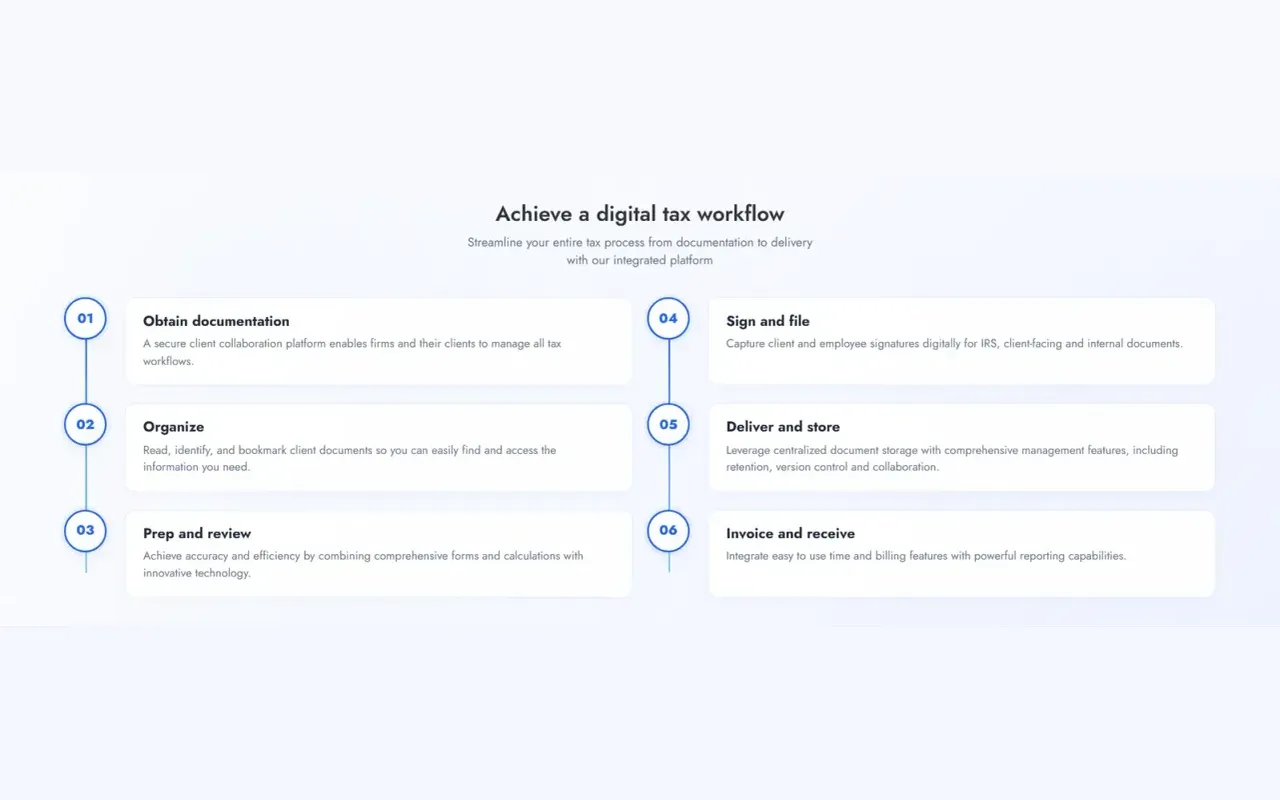 Achieve a digital tax workflow
Streamline your entire tax process from documentation to delivery
with our integrated platform
01
Obtain documentation
A secure client collaboration platform enables firms and their clients to manage all tax
workflows.
02
Organize
Read, identify, and bookmark client documents so you can easily find and access the
information you need.
03
Prep and review
Achieve accuracy and efficiency by combining comprehensive forms and calculations with
innovative technology.
04
Sign and file
Capture client and employee signatures digitally for IRS, client-facing and internal documents.
05
Deliver and store
Leverage centralized document storage with comprehensive management features, including
retention, version control and collaboration.
06
Invoice and receive
Integrate easy to use time and billing features with powerful reporting capabilities.